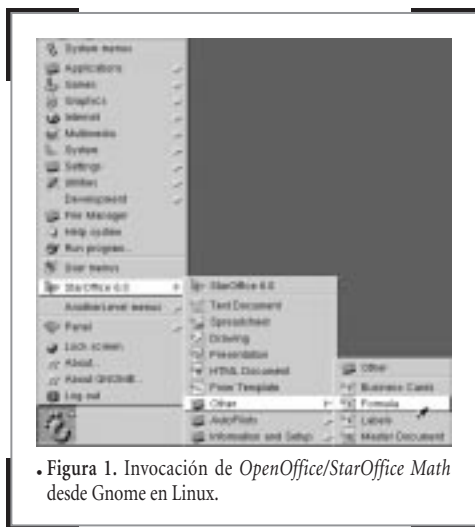 System menus
Applications
Games
Graphics
Internet
Multimedia
System
Settings
Utilities
Development
File Manager
Help system
Run program...
User menus
StarOffice 6.0
AnotherLevel menus
Panel
Lock screen
About...
About GNOME...
Log out
StarOffice 6.0
Text Document
Spreadsheet
Drawing
Presentation
HTML Document
From Template
Other
AutoPilots
Information and Setup
Other
Business Cards
Formula
Labels
Master Document
• Figura 1. Invocación de OpenOffice/StarOffice Math
desde Gnome en Linux.